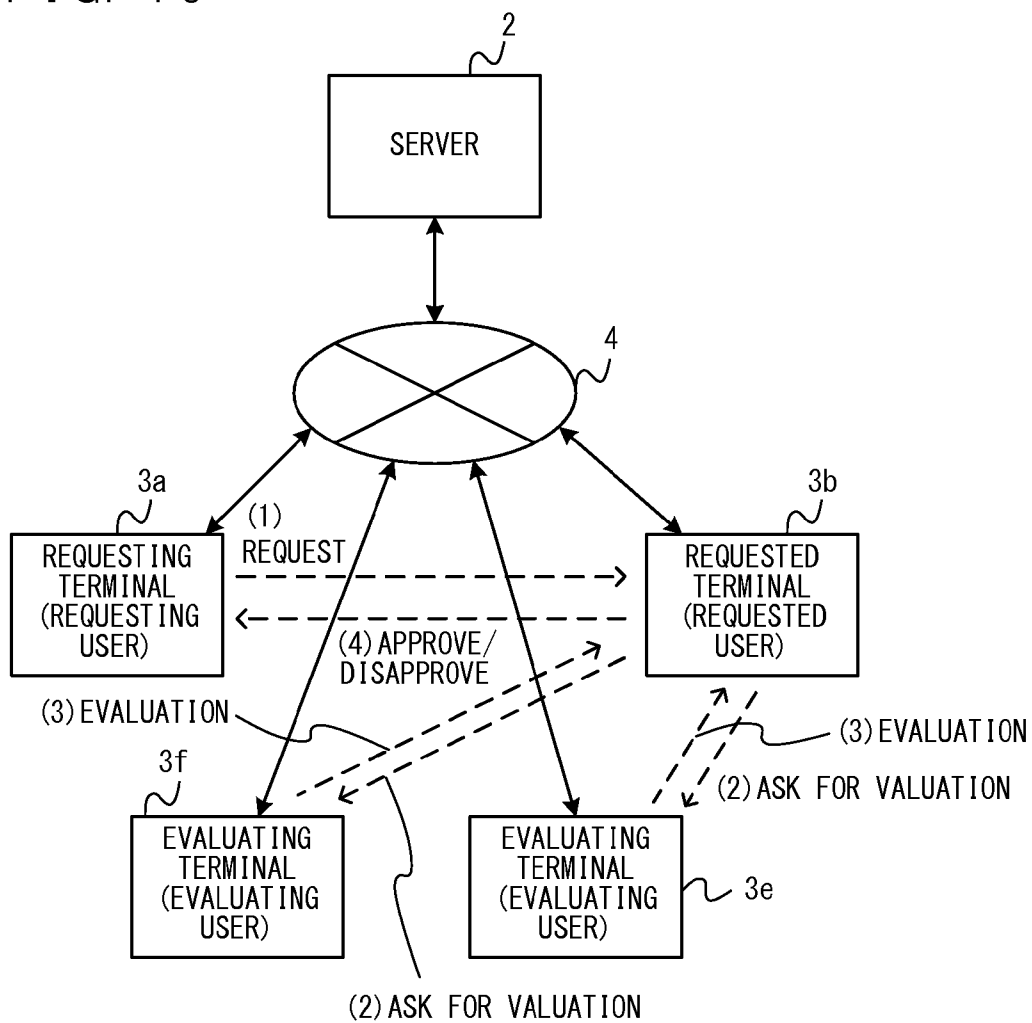 2
SERVER
4
3a
3b
(1)
REQUEST
REQUESTING
TERMINAL
(REQUESTING
USER)
REQUESTED
TERMINAL
(REQUESTED
USER)
(4)APPROVE/
DISAPPROVE
(3)EVALUATION
(3)EVALUATION
3f
(2)ASK FOR VALUATION
EVALUATING
TERMINAL
(EVALUATING
USER)
EVALUATING
TERMINAL
(EVALUATING
USER)
3e
(2)ASK FOR VALUATION